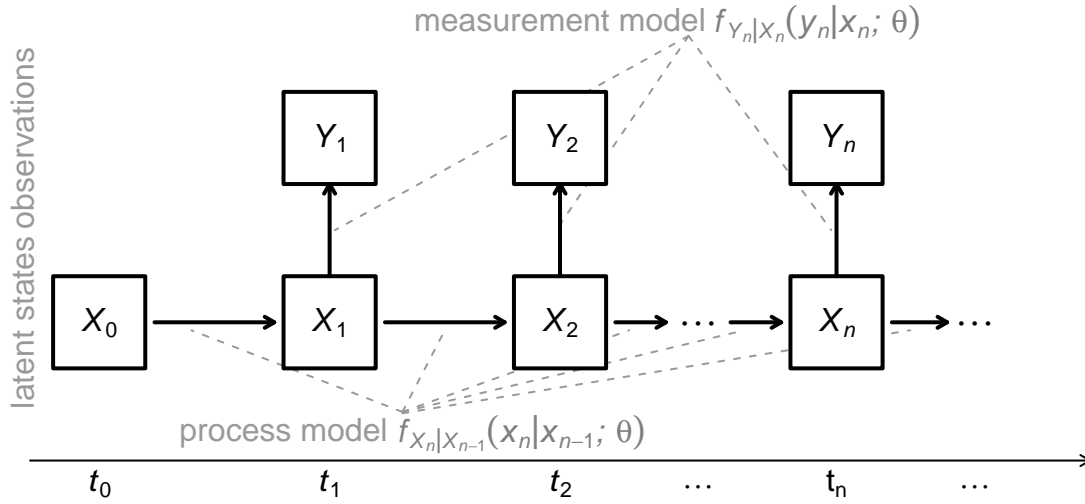 measurement model f_{Y_n|X_n}(y_n|x_n; θ)
latent states observations
Y_1 Y_2 Y_n
X_0 X_1 X_2 … X_n …
process model f_{X_n|X_{n−1}}(x_n|x_{n−1}; θ)
t_0 t_1 t_2 … t_n …